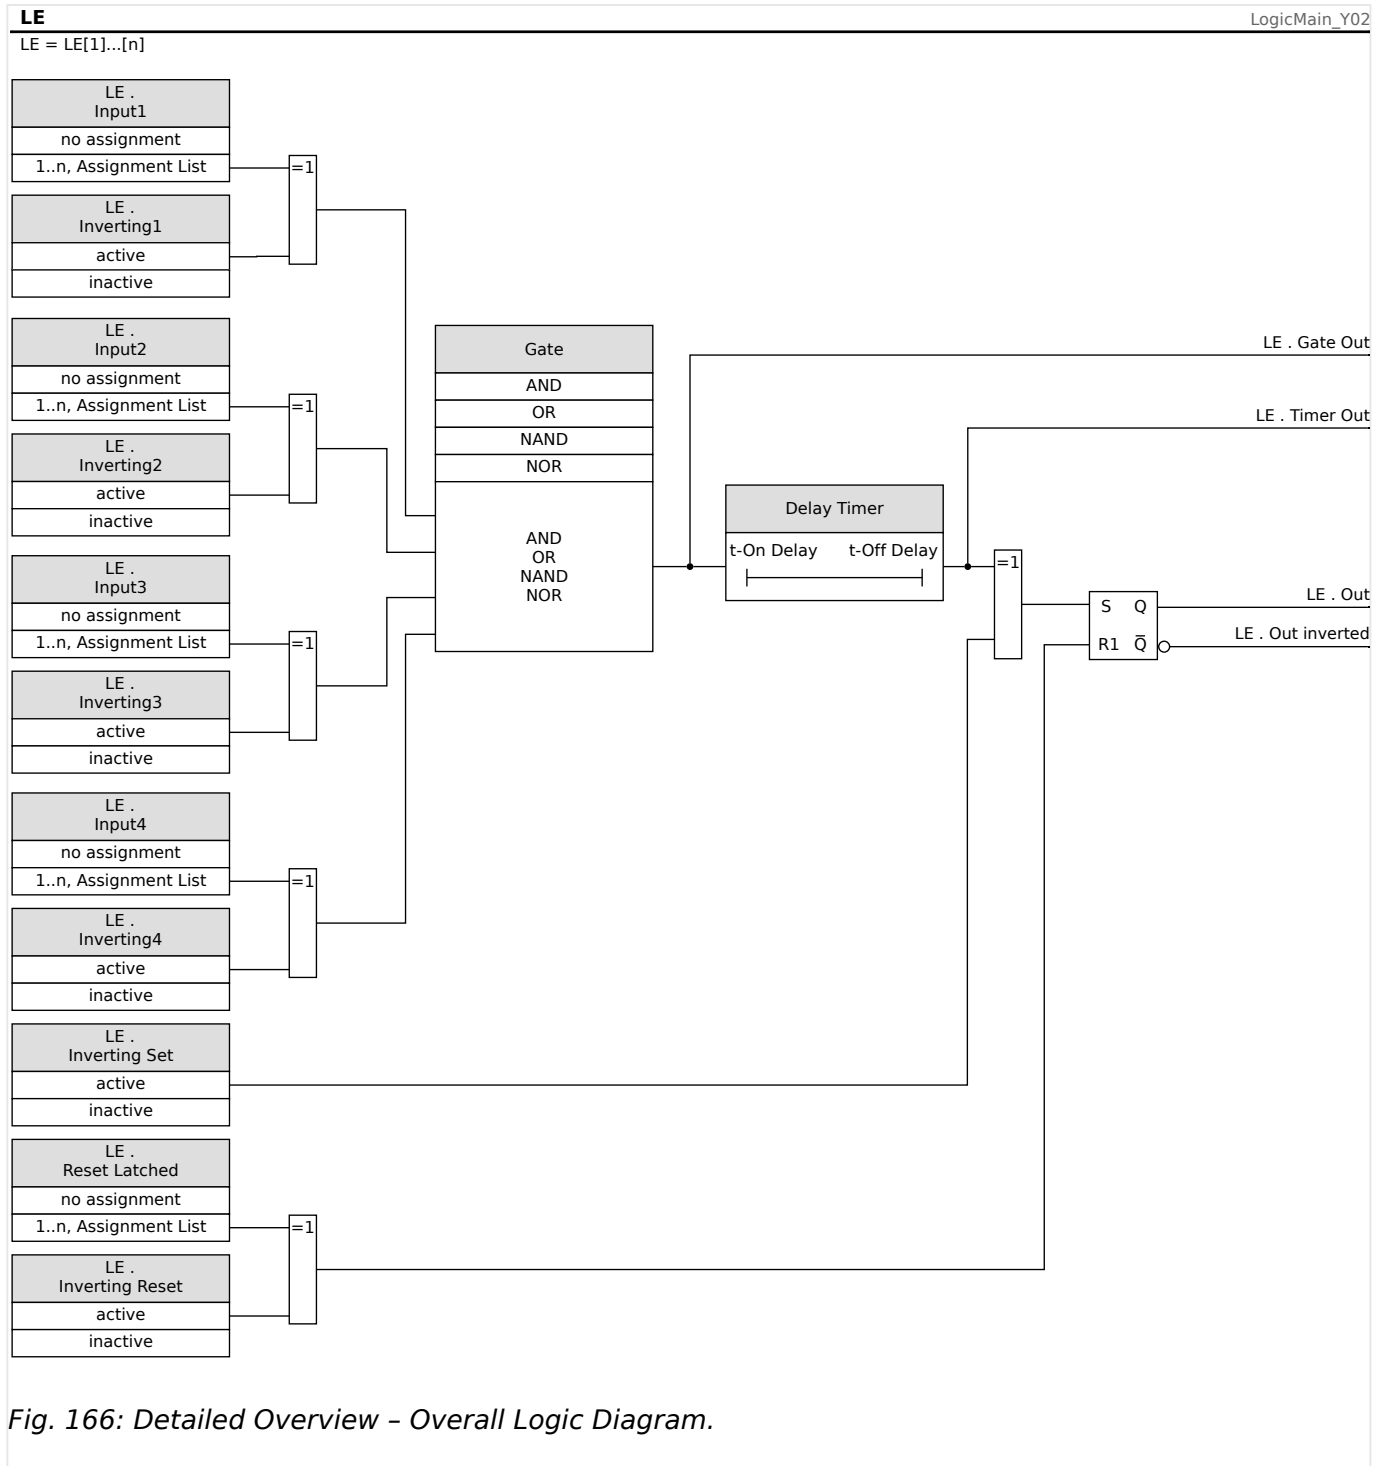 LE
LogicMain_Y02
LE = LE[1]...[n]
LE .
Input1
no assignment
1..n, Assignment List
=1
LE .
Inverting1
active
inactive
LE .
Input2
no assignment
1..n, Assignment List
=1
LE .
Inverting2
active
inactive
LE .
Input3
no assignment
1..n, Assignment List
=1
LE .
Inverting3
active
inactive
LE .
Input4
no assignment
1..n, Assignment List
=1
LE .
Inverting4
active
inactive
LE .
Inverting Set
active
inactive
LE .
Reset Latched
no assignment
1..n, Assignment List
=1
LE .
Inverting Reset
active
inactive
Gate
AND
OR
NAND
NOR
AND
OR
NAND
NOR
Delay Timer
t-On Delay t-Off Delay
=1
S Q
R1 Q̅
LE . Gate Out
LE . Timer Out
LE . Out
LE . Out inverted
Fig. 166: Detailed Overview – Overall Logic Diagram.